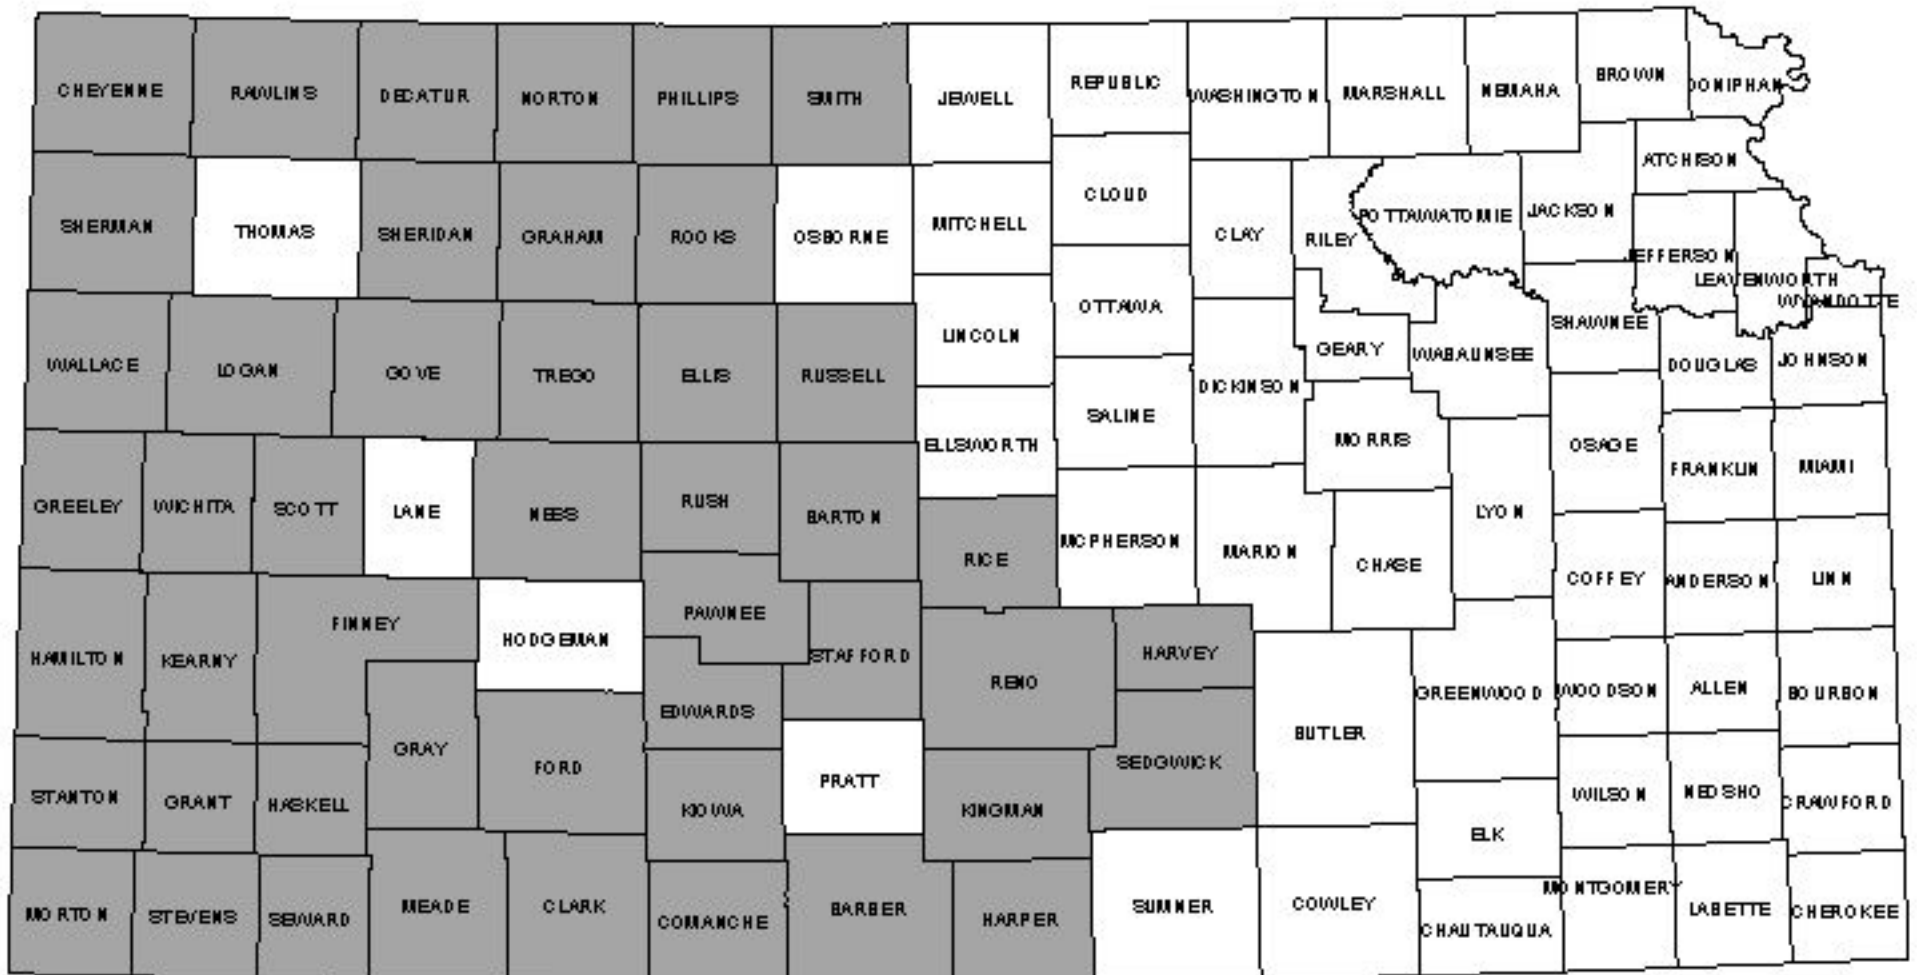 CHEYENNE
RAWLINS
DECATUR
NORTON
PHILLIPS
SMITH
JEWELL
REPUBLIC
WASHINGTON
MARSHALL
NEMAHA
BROWN
DONIPHAN
SHERMAN
THOMAS
SHERIDAN
GRAHAM
ROOKS
OSBORNE
MITCHELL
CLOUD
CLAY
RILEY
POTTAWATOMIE
JACKSON
ATCHISON
JEFFERSON
LEAVENWORTH
WYANDOTTE
WALLACE
LOGAN
GOVE
TREGO
ELLIS
RUSSELL
LINCOLN
OTTAWA
DICKINSON
GEARY
WABAUNSEE
SHAWNEE
DOUGLAS
JOHNSON
GREELEY
WICHITA
SCOTT
LANE
NESS
RUSH
BARTON
ELLSWORTH
SALINE
MORRIS
OSAGE
FRANKLIN
MIAMI
RICE
MCPHERSON
MARION
CHASE
LYON
COFFEY
ANDERSON
LINN
HAMILTON
KEARNY
FINNEY
HODGEMAN
PAWNEE
STAFFORD
EDWARDS
RENO
HARVEY
GREENWOOD
WOODSON
ALLEN
BOURBON
GRAY
FORD
PRATT
SEDGWICK
BUTLER
STANTON
GRANT
HASKELL
KIOWA
KINGMAN
ELK
WILSON
NEOSHO
CRAWFORD
MORTON
STEVENS
SEWARD
MEADE
CLARK
COMANCHE
BARBER
HARPER
SUMNER
COWLEY
CHAUTAUQUA
MONTGOMERY
LABETTE
CHEROKEE